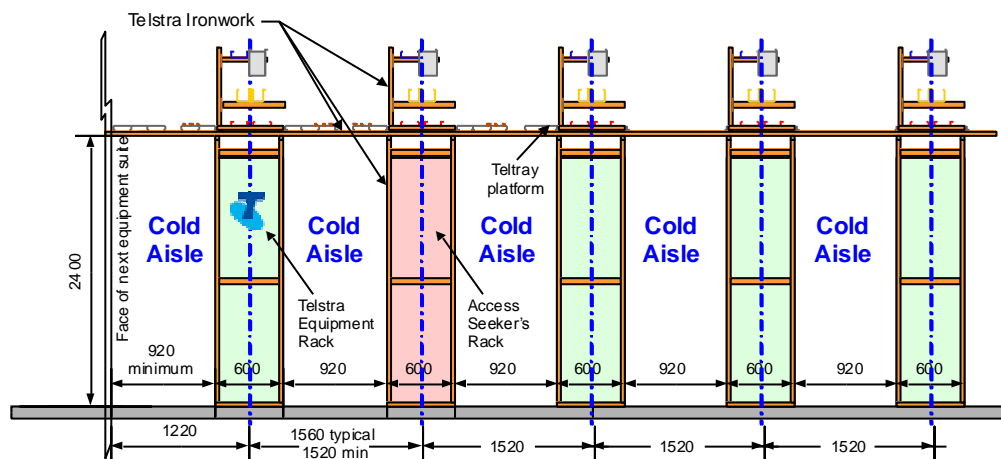 Telstra Ironwork
Face of next equipment suite
Teltray
platform
Cold
Aisle
Cold
Aisle
Cold
Aisle
Cold
Aisle
Cold
Aisle
2400
Telstra
Equipment
Rack
Access
Seeker's
Rack
920
minimum
600
920
600
920
600
920
600
920
600
1220
1560 typical
1520 min
1520
1520
1520